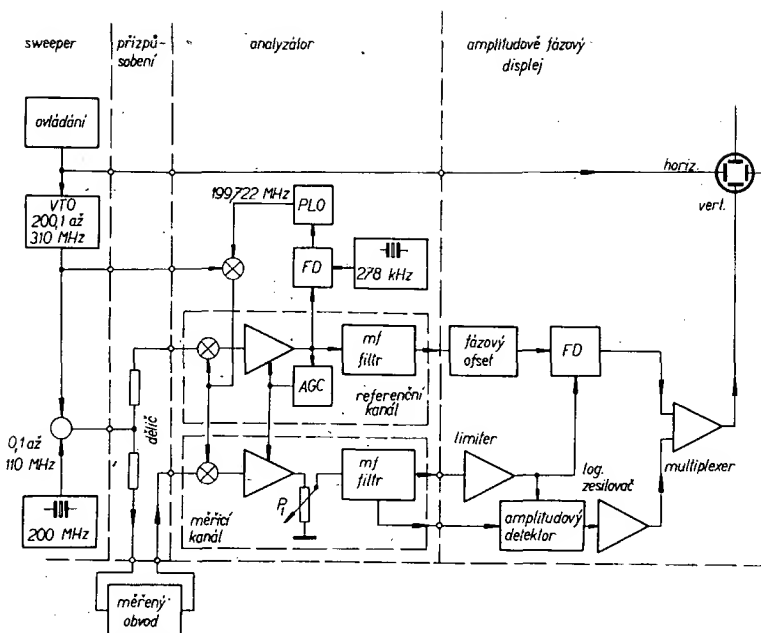 sweeper
přízpů-
sobení
analyzátor
amplitudově fázový
displej
ovládání
VTO
200,1 až
310 MHz
199,722 MHz
PLO
FD
278 kHz
horiz.
vert.
mf
filtr
AGC
referenční
kanál
fázový
ofset
FD
dělič
0,1 až
110 MHz
200 MHz
P1
měřicí
kanál
mf
filtr
limiter
log.
zesilovač
multiplexer
amplitudový
detektor
měřený
obvod